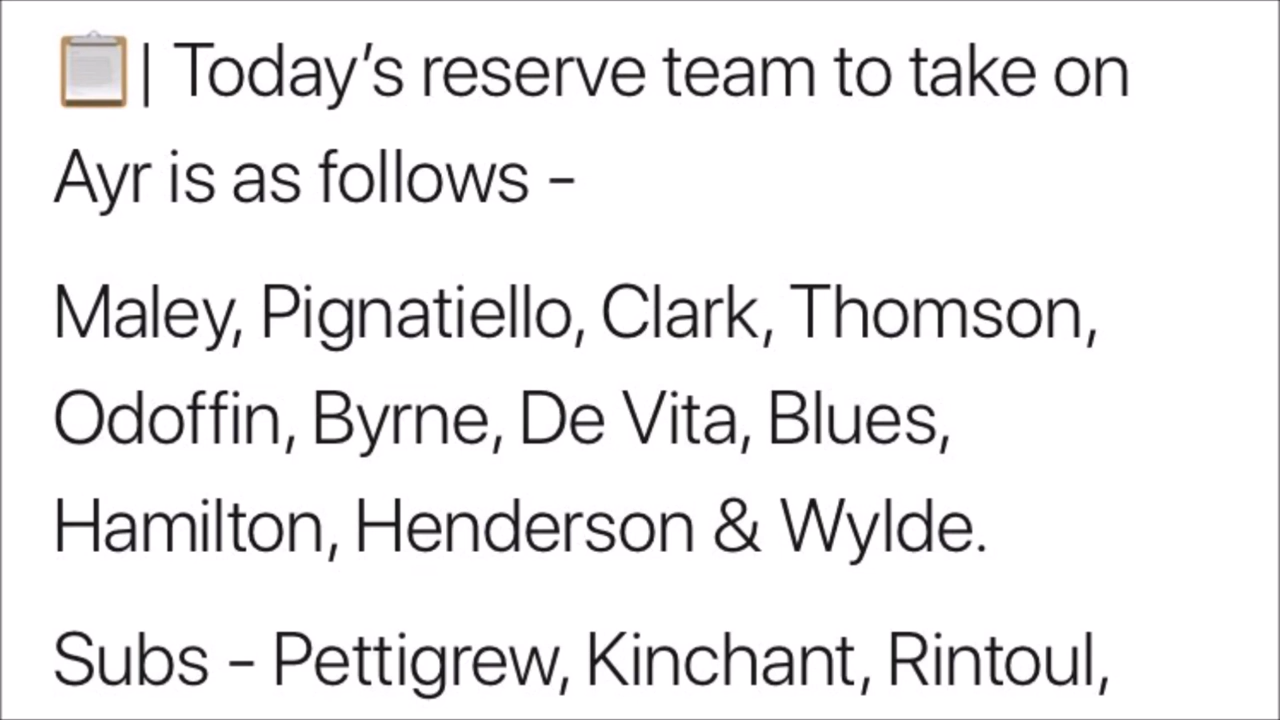 📋| Today’s reserve team to take on
Ayr is as follows -
Maley, Pignatiello, Clark, Thomson,
Odoffin, Byrne, De Vita, Blues,
Hamilton, Henderson & Wylde.
Subs - Pettigrew, Kinchant, Rintoul,